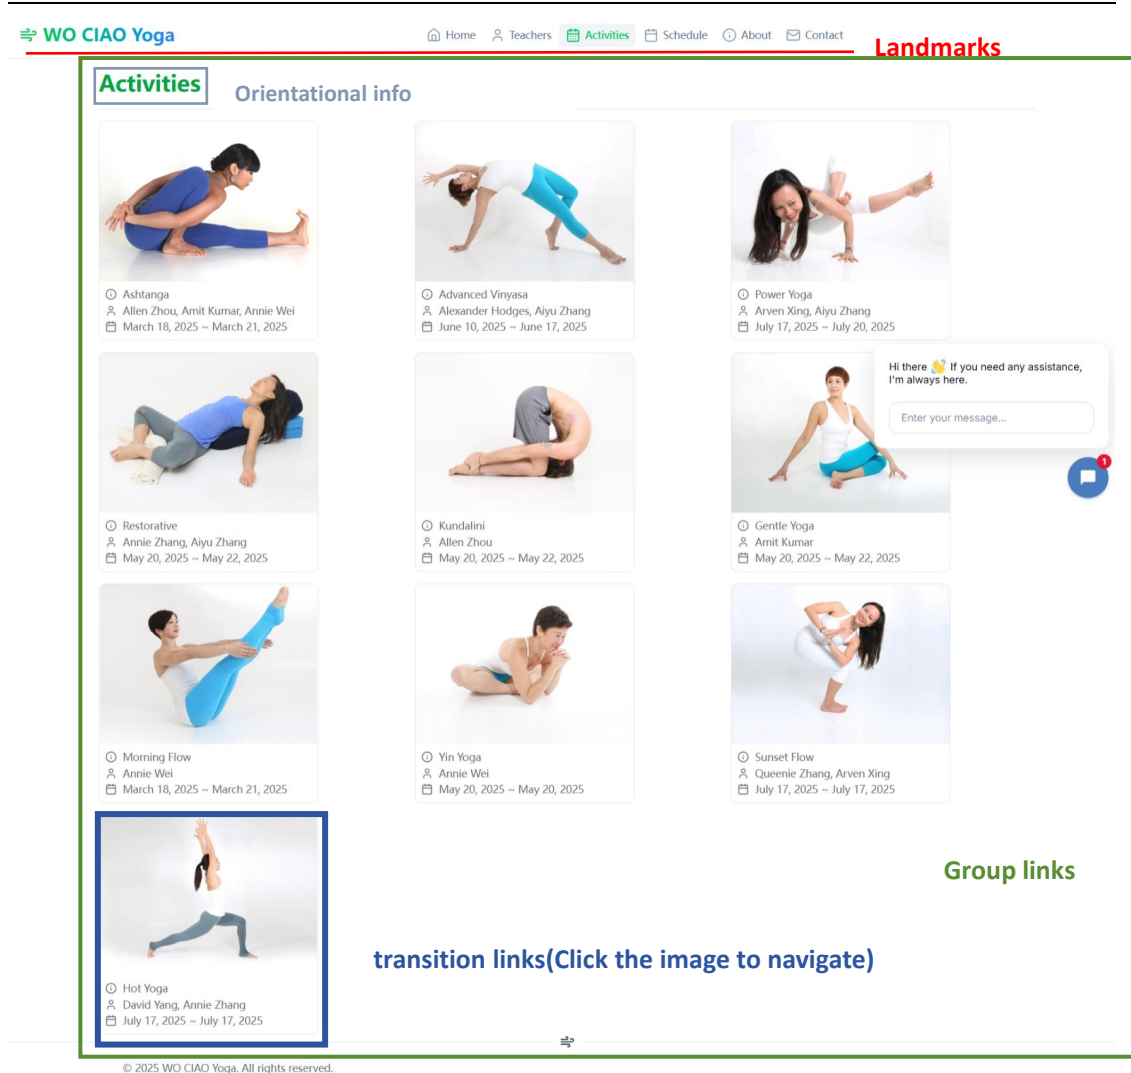 WO CIAO Yoga
Home Teachers Activities Schedule About Contact
Landmarks
Activities
Orientational info
Ashtanga
Allen Zhou, Amit Kumar, Annie Wei
March 18, 2025 ~ March 21, 2025
Advanced Vinyasa
Alexander Hodges, Aiyu Zhang
June 10, 2025 ~ June 17, 2025
Power Yoga
Arven Xing, Aiyu Zhang
July 17, 2025 ~ July 20, 2025
Hi there 👋 If you need any assistance,
I'm always here.
Enter your message...
1
Restorative
Annie Zhang, Aiyu Zhang
May 20, 2025 ~ May 22, 2025
Kundalini
Allen Zhou
May 20, 2025 ~ May 22, 2025
Gentle Yoga
Amit Kumar
May 20, 2025 ~ May 22, 2025
Morning Flow
Annie Wei
March 18, 2025 ~ March 21, 2025
Yin Yoga
Annie Wei
May 20, 2025 ~ May 20, 2025
Sunset Flow
Queenie Zhang, Arven Xing
July 17, 2025 ~ July 17, 2025
Group links
transition links(Click the image to navigate)
Hot Yoga
David Yang, Annie Zhang
July 17, 2025 ~ July 17, 2025
© 2025 WO CIAO Yoga. All rights reserved.